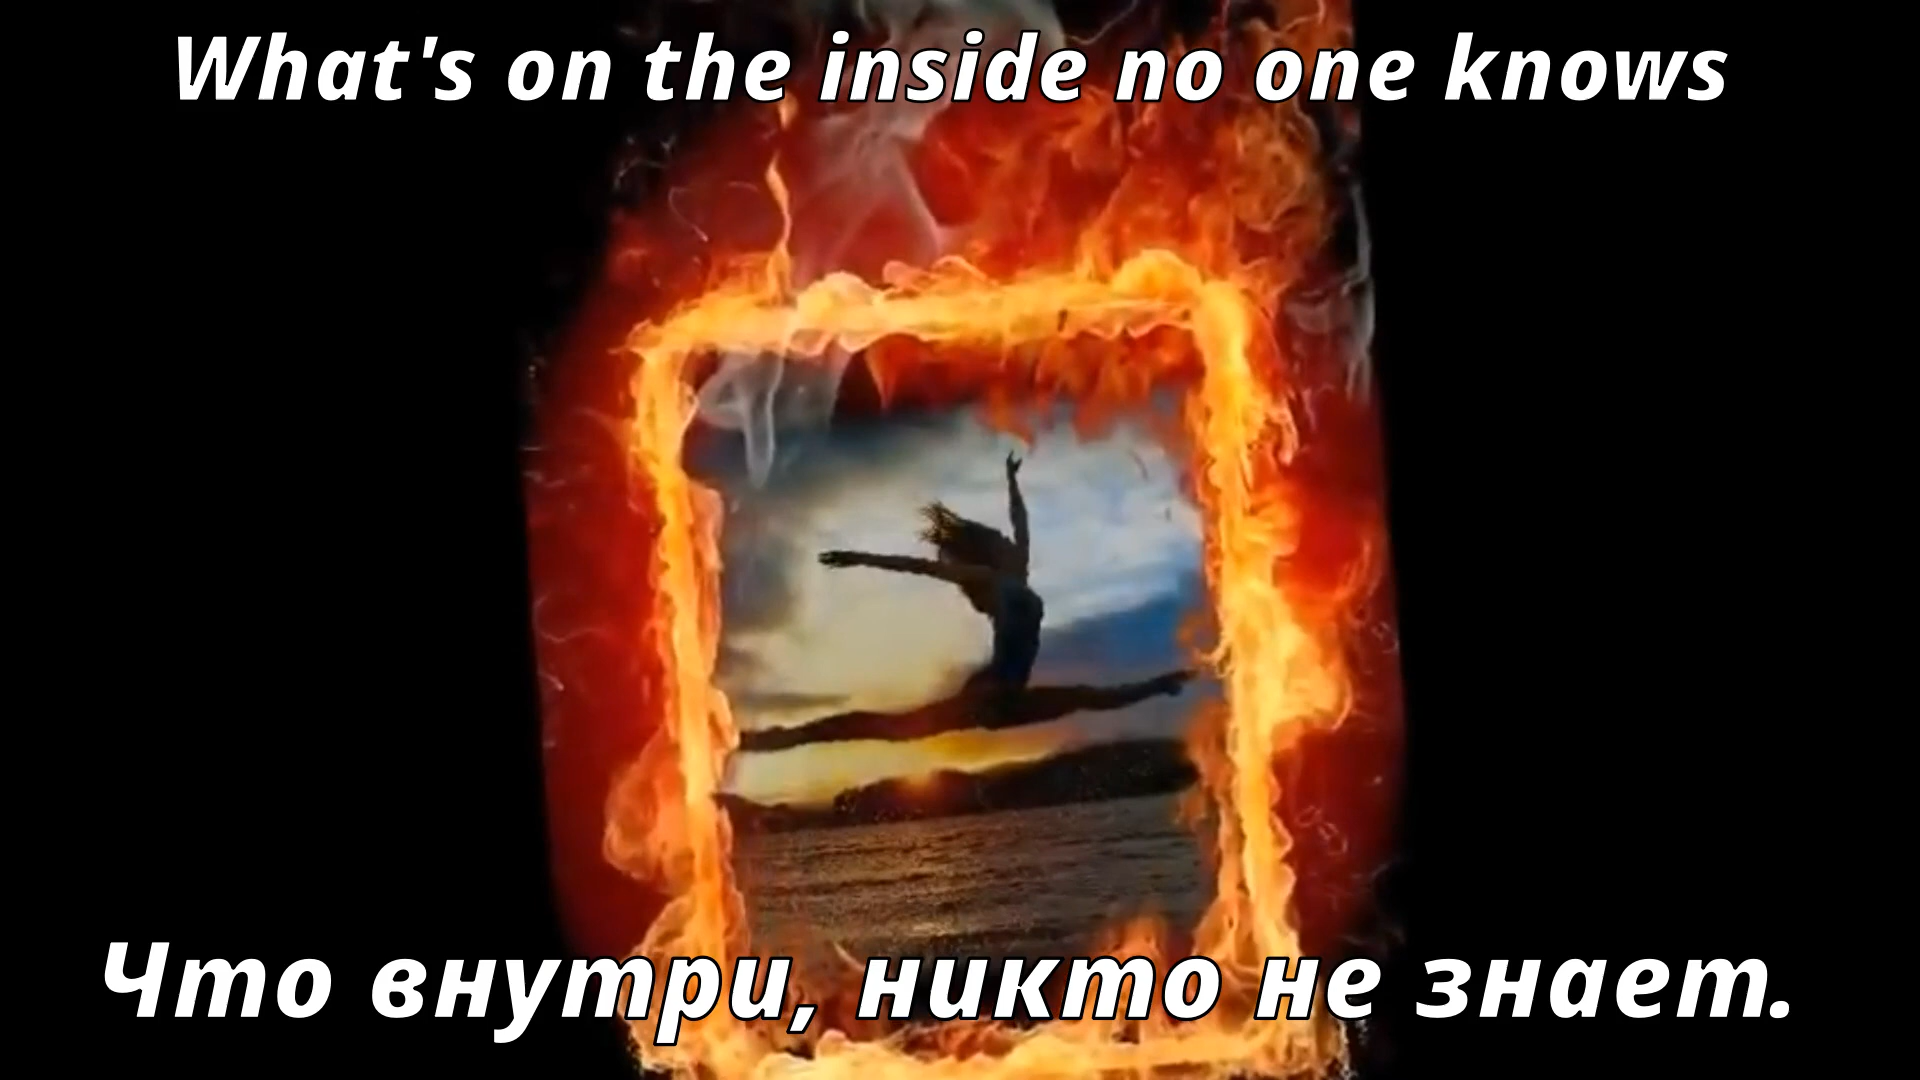 What's on the inside no one knows
Что внутри, никто не знает.